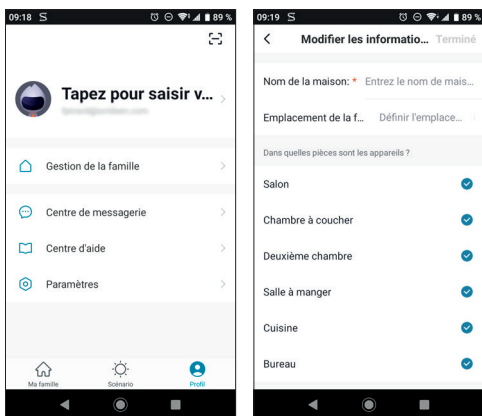 09:18 S 89 %
Tapez pour saisir v...
Gestion de la famille
Centre de messagerie
Centre d'aide
Paramètres
Ma famille Scénario Profil
09:19 S 89 %
Modifier les informatio... Terminé
Nom de la maison: * Entrez le nom de mais...
Emplacement de la f... Définir l'emplace...
Dans quelles pièces sont les appareils ?
Salon
Chambre à coucher
Deuxième chambre
Salle à manger
Cuisine
Bureau